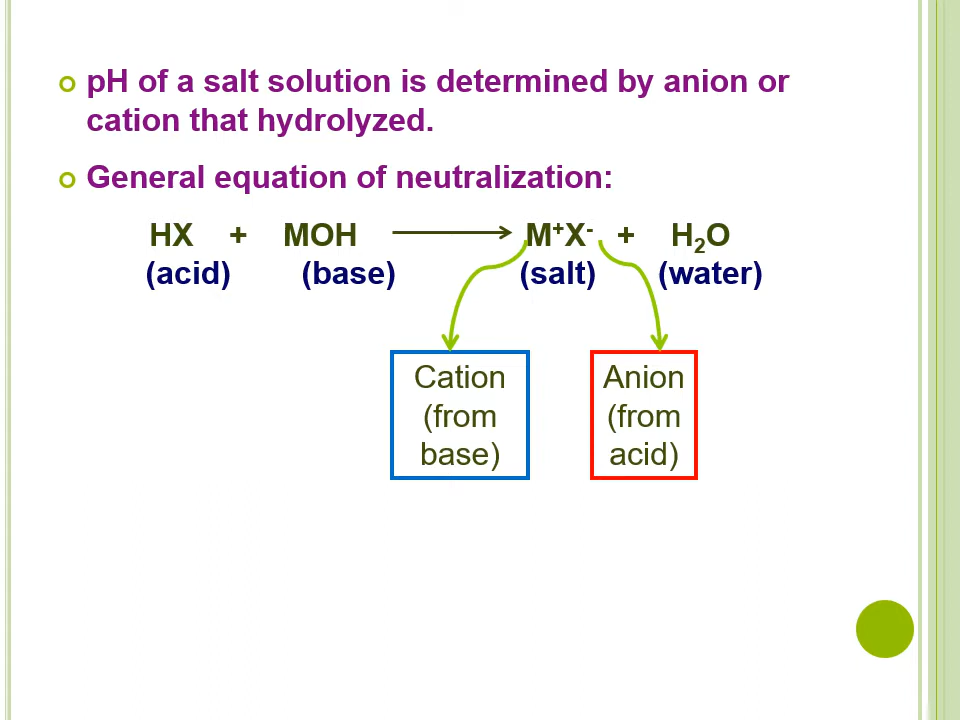 pH of a salt solution is determined by anion or
cation that hydrolyzed.
General equation of neutralization:
HX + MOH ⟶ M⁺X⁻ + H₂O
(acid) (base) (salt) (water)
Cation
(from
base)
Anion
(from
acid)